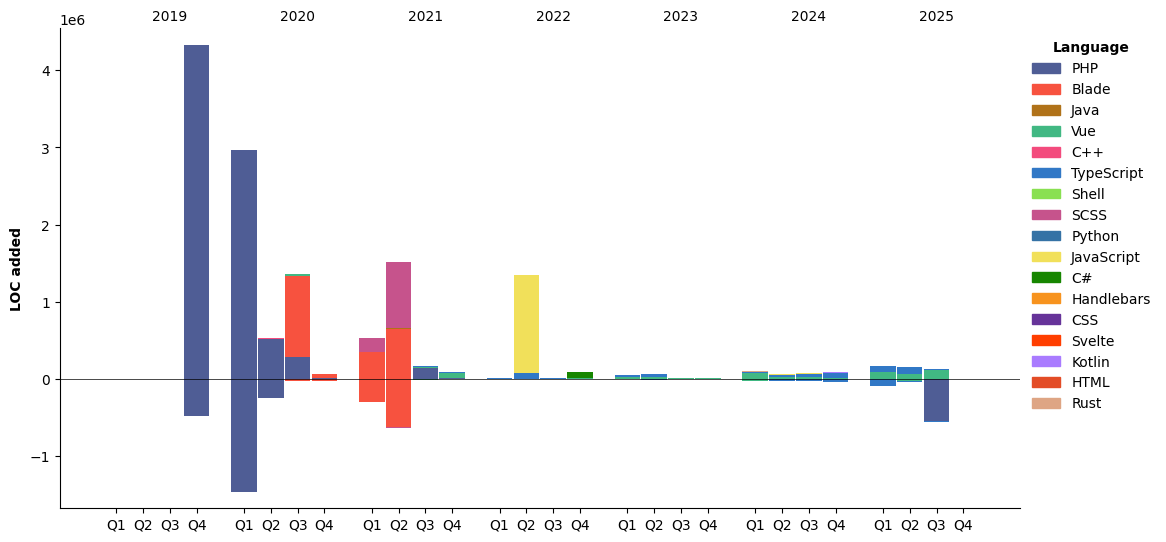 1e6
2019 2020 2021 2022 2023 2024 2025
LOC added
4
3
2
1
0
−1
Q1 Q2 Q3 Q4 Q1 Q2 Q3 Q4 Q1 Q2 Q3 Q4 Q1 Q2 Q3 Q4 Q1 Q2 Q3 Q4 Q1 Q2 Q3 Q4 Q1 Q2 Q3 Q4
Language
PHP
Blade
Java
Vue
C++
TypeScript
Shell
SCSS
Python
JavaScript
C#
Handlebars
CSS
Svelte
Kotlin
HTML
Rust